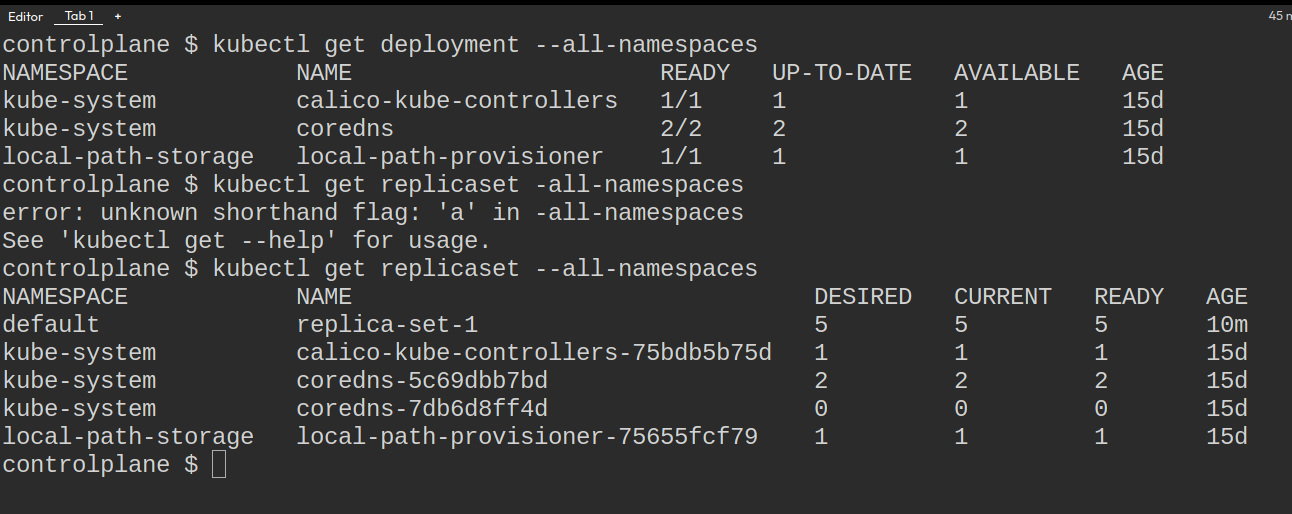 Editor Tab 1 + 45 m
controlplane $ kubectl get deployment --all-namespaces
NAMESPACE NAME READY UP-TO-DATE AVAILABLE AGE
kube-system calico-kube-controllers 1/1 1 1 15d
kube-system coredns 2/2 2 2 15d
local-path-storage local-path-provisioner 1/1 1 1 15d
controlplane $ kubectl get replicaset -all-namespaces
error: unknown shorthand flag: 'a' in -all-namespaces
See 'kubectl get --help' for usage.
controlplane $ kubectl get replicaset --all-namespaces
NAMESPACE NAME DESIRED CURRENT READY AGE
default replica-set-1 5 5 5 10m
kube-system calico-kube-controllers-75bdb5b75d 1 1 1 15d
kube-system coredns-5c69dbb7bd 2 2 2 15d
kube-system coredns-7db6d8ff4d 0 0 0 15d
local-path-storage local-path-provisioner-75655fcf79 1 1 1 15d
controlplane $